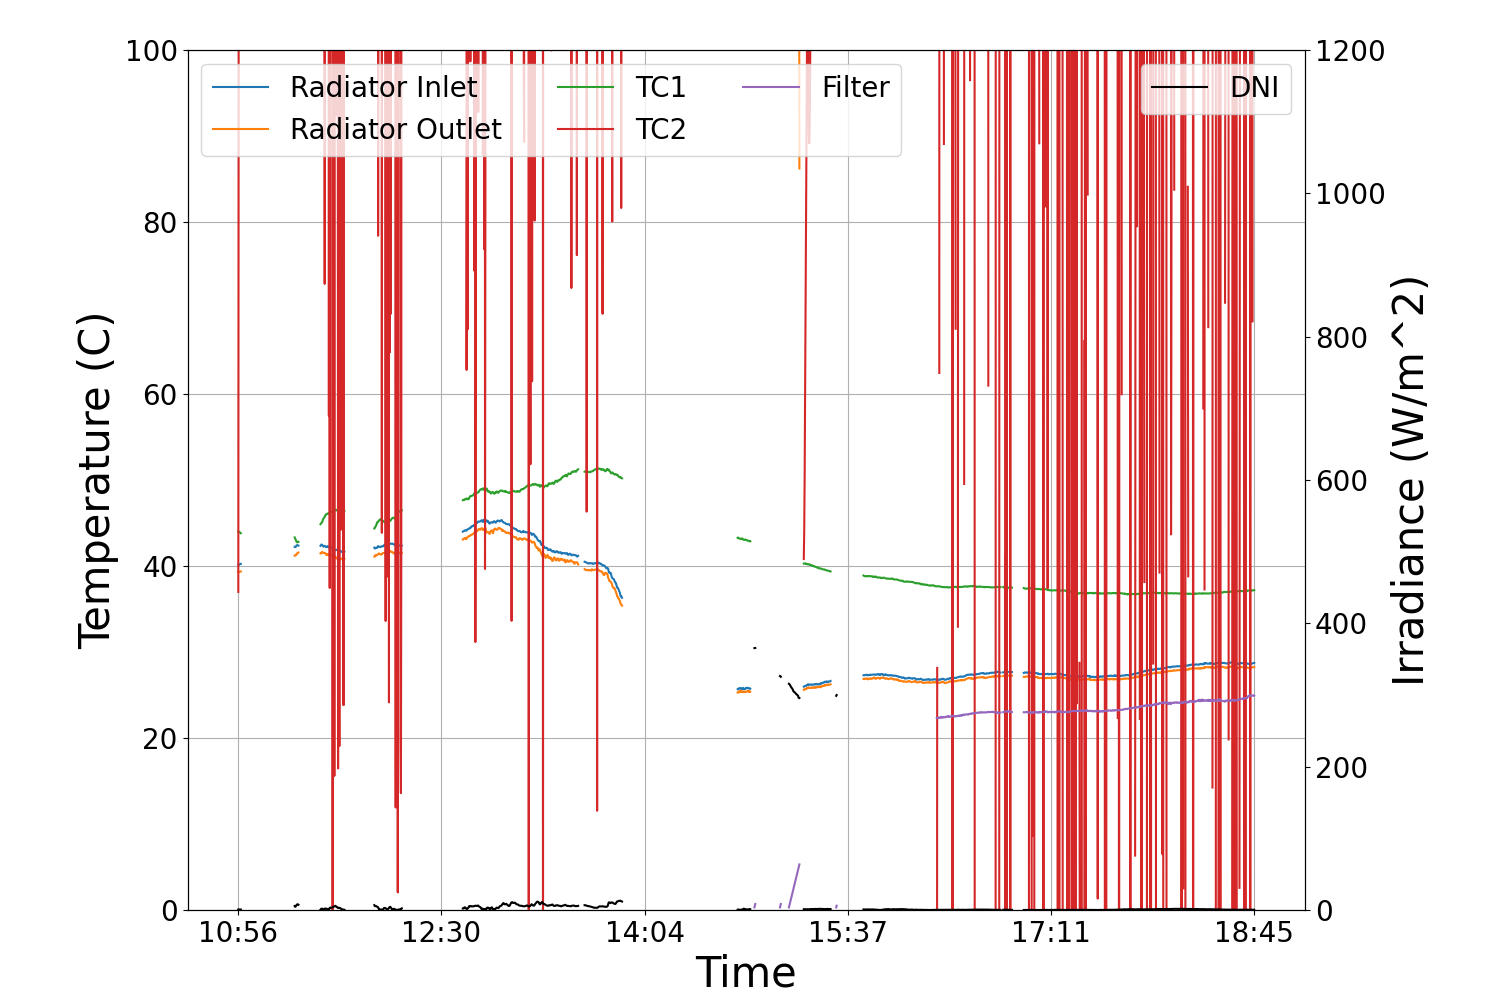 100
80
60
40
20
0
Temperature (C)
Radiator Inlet
Radiator Outlet
TC1
TC2
Filter
DNI
1200
1000
800
600
400
200
0
Irradiance (W/m^2)
10:56
12:30
14:04
15:37
17:11
18:45
Time